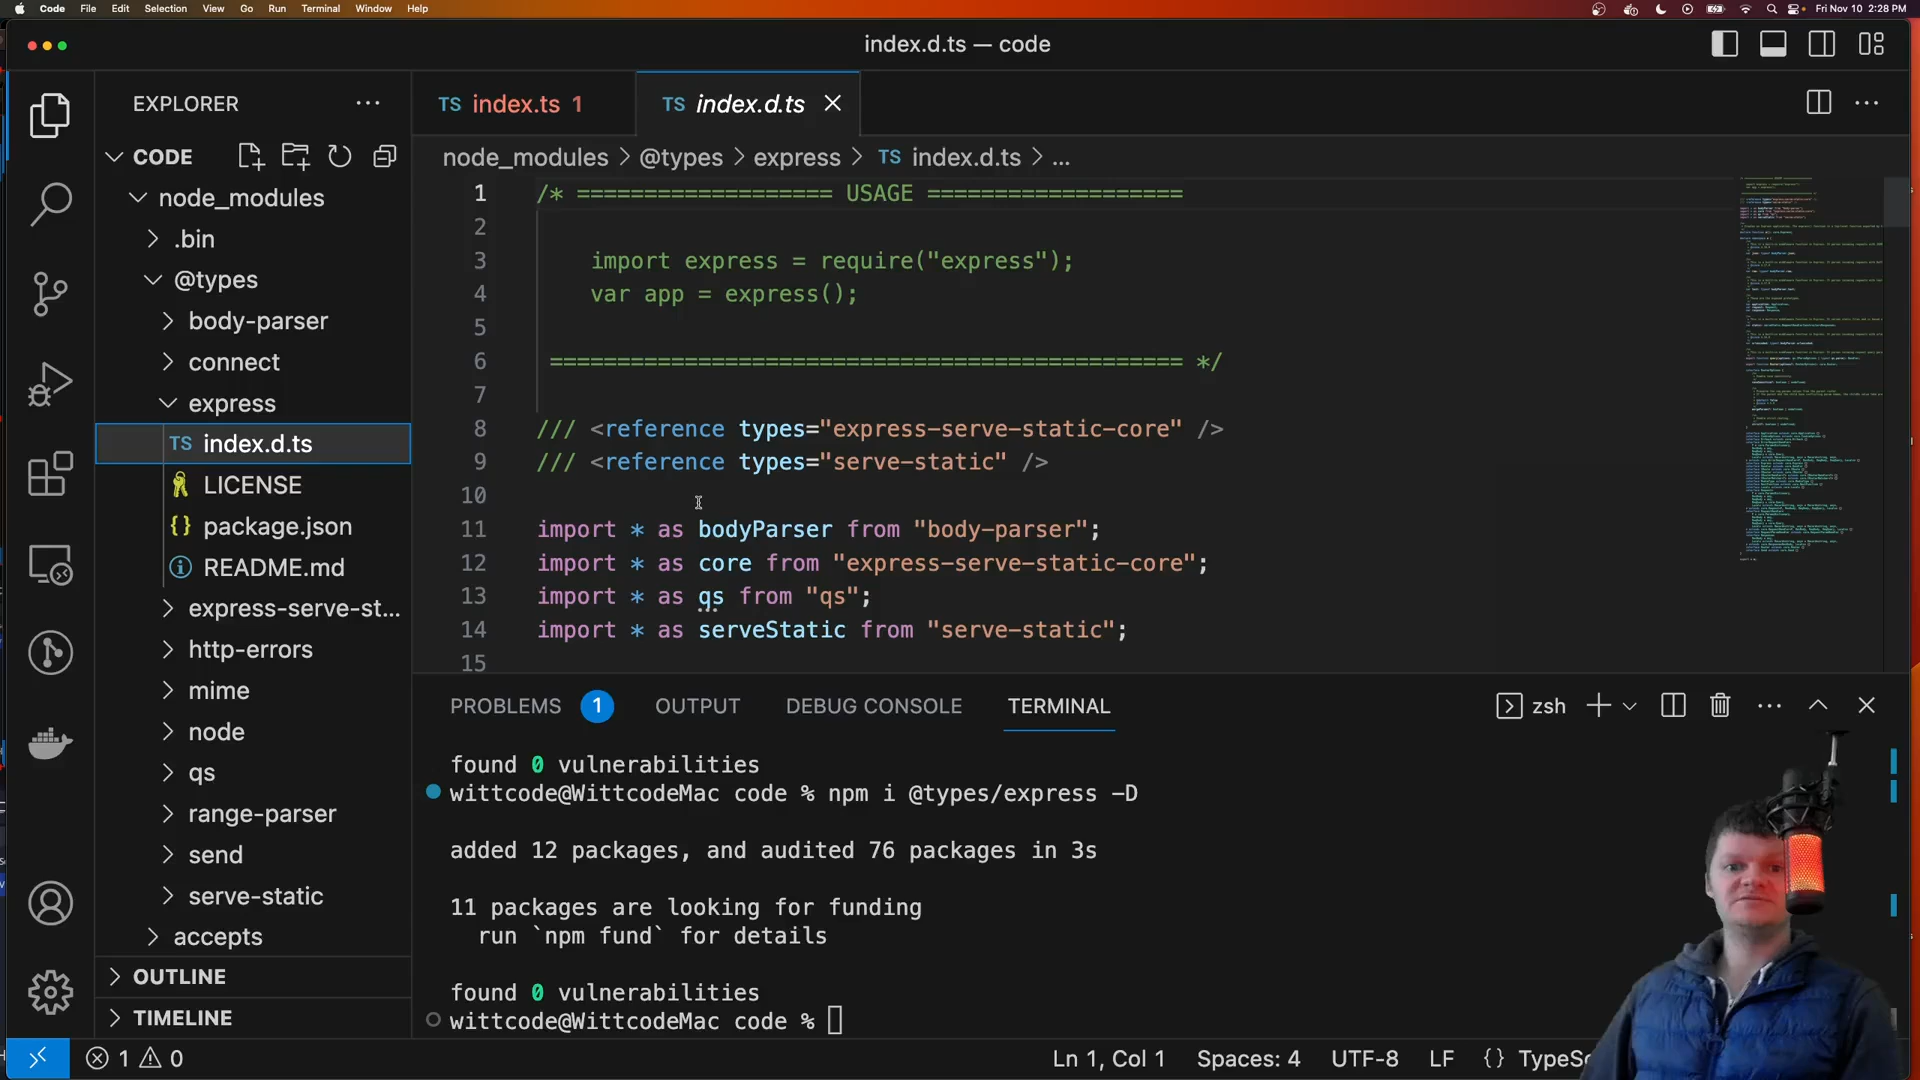 Code File Edit Selection View Go Run Terminal Window Help
Fri Nov 10 2:28 PM
index.d.ts — code
EXPLORER
CODE
node_modules
.bin
@types
body-parser
connect
express
TS index.d.ts
LICENSE
{} package.json
README.md
express-serve-st...
http-errors
mime
node
qs
range-parser
send
serve-static
accepts
OUTLINE
TIMELINE
TS index.ts 1
TS index.d.ts
node_modules > @types > express > TS index.d.ts > ...
1 /* =================== USAGE ===================
2
3 import express = require("express");
4 var app = express();
5
6 =============================================== */
7
8 /// <reference types="express-serve-static-core" />
9 /// <reference types="serve-static" />
10
11 import * as bodyParser from "body-parser";
12 import * as core from "express-serve-static-core";
13 import * as qs from "qs";
14 import * as serveStatic from "serve-static";
15
PROBLEMS 1 OUTPUT DEBUG CONSOLE TERMINAL
zsh
found 0 vulnerabilities
wittcode@WittcodeMac code % npm i @types/express -D
added 12 packages, and audited 76 packages in 3s
11 packages are looking for funding
run `npm fund` for details
found 0 vulnerabilities
wittcode@WittcodeMac code %
1 0
Ln 1, Col 1 Spaces: 4 UTF-8 LF {} TypeSc